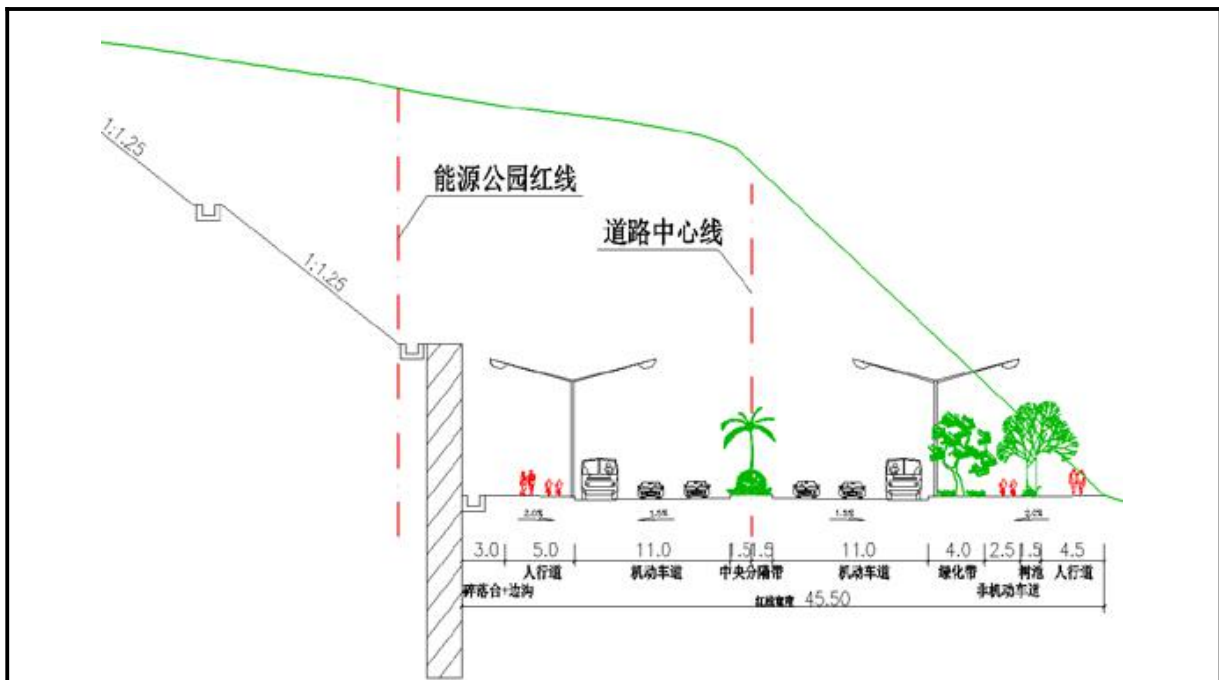 1:1.25
1:1.25
能源公园红线
道路中心线
2.0%
1.5%
1.5%
2.0%
3.0 5.0 11.0 1.5 1.5 11.0 4.0 2.5 1.5 4.5
人行道 机动车道 中央分隔带 机动车道 绿化带 树池 人行道
碎落台+边沟 非机动车道
红线宽度 45.50